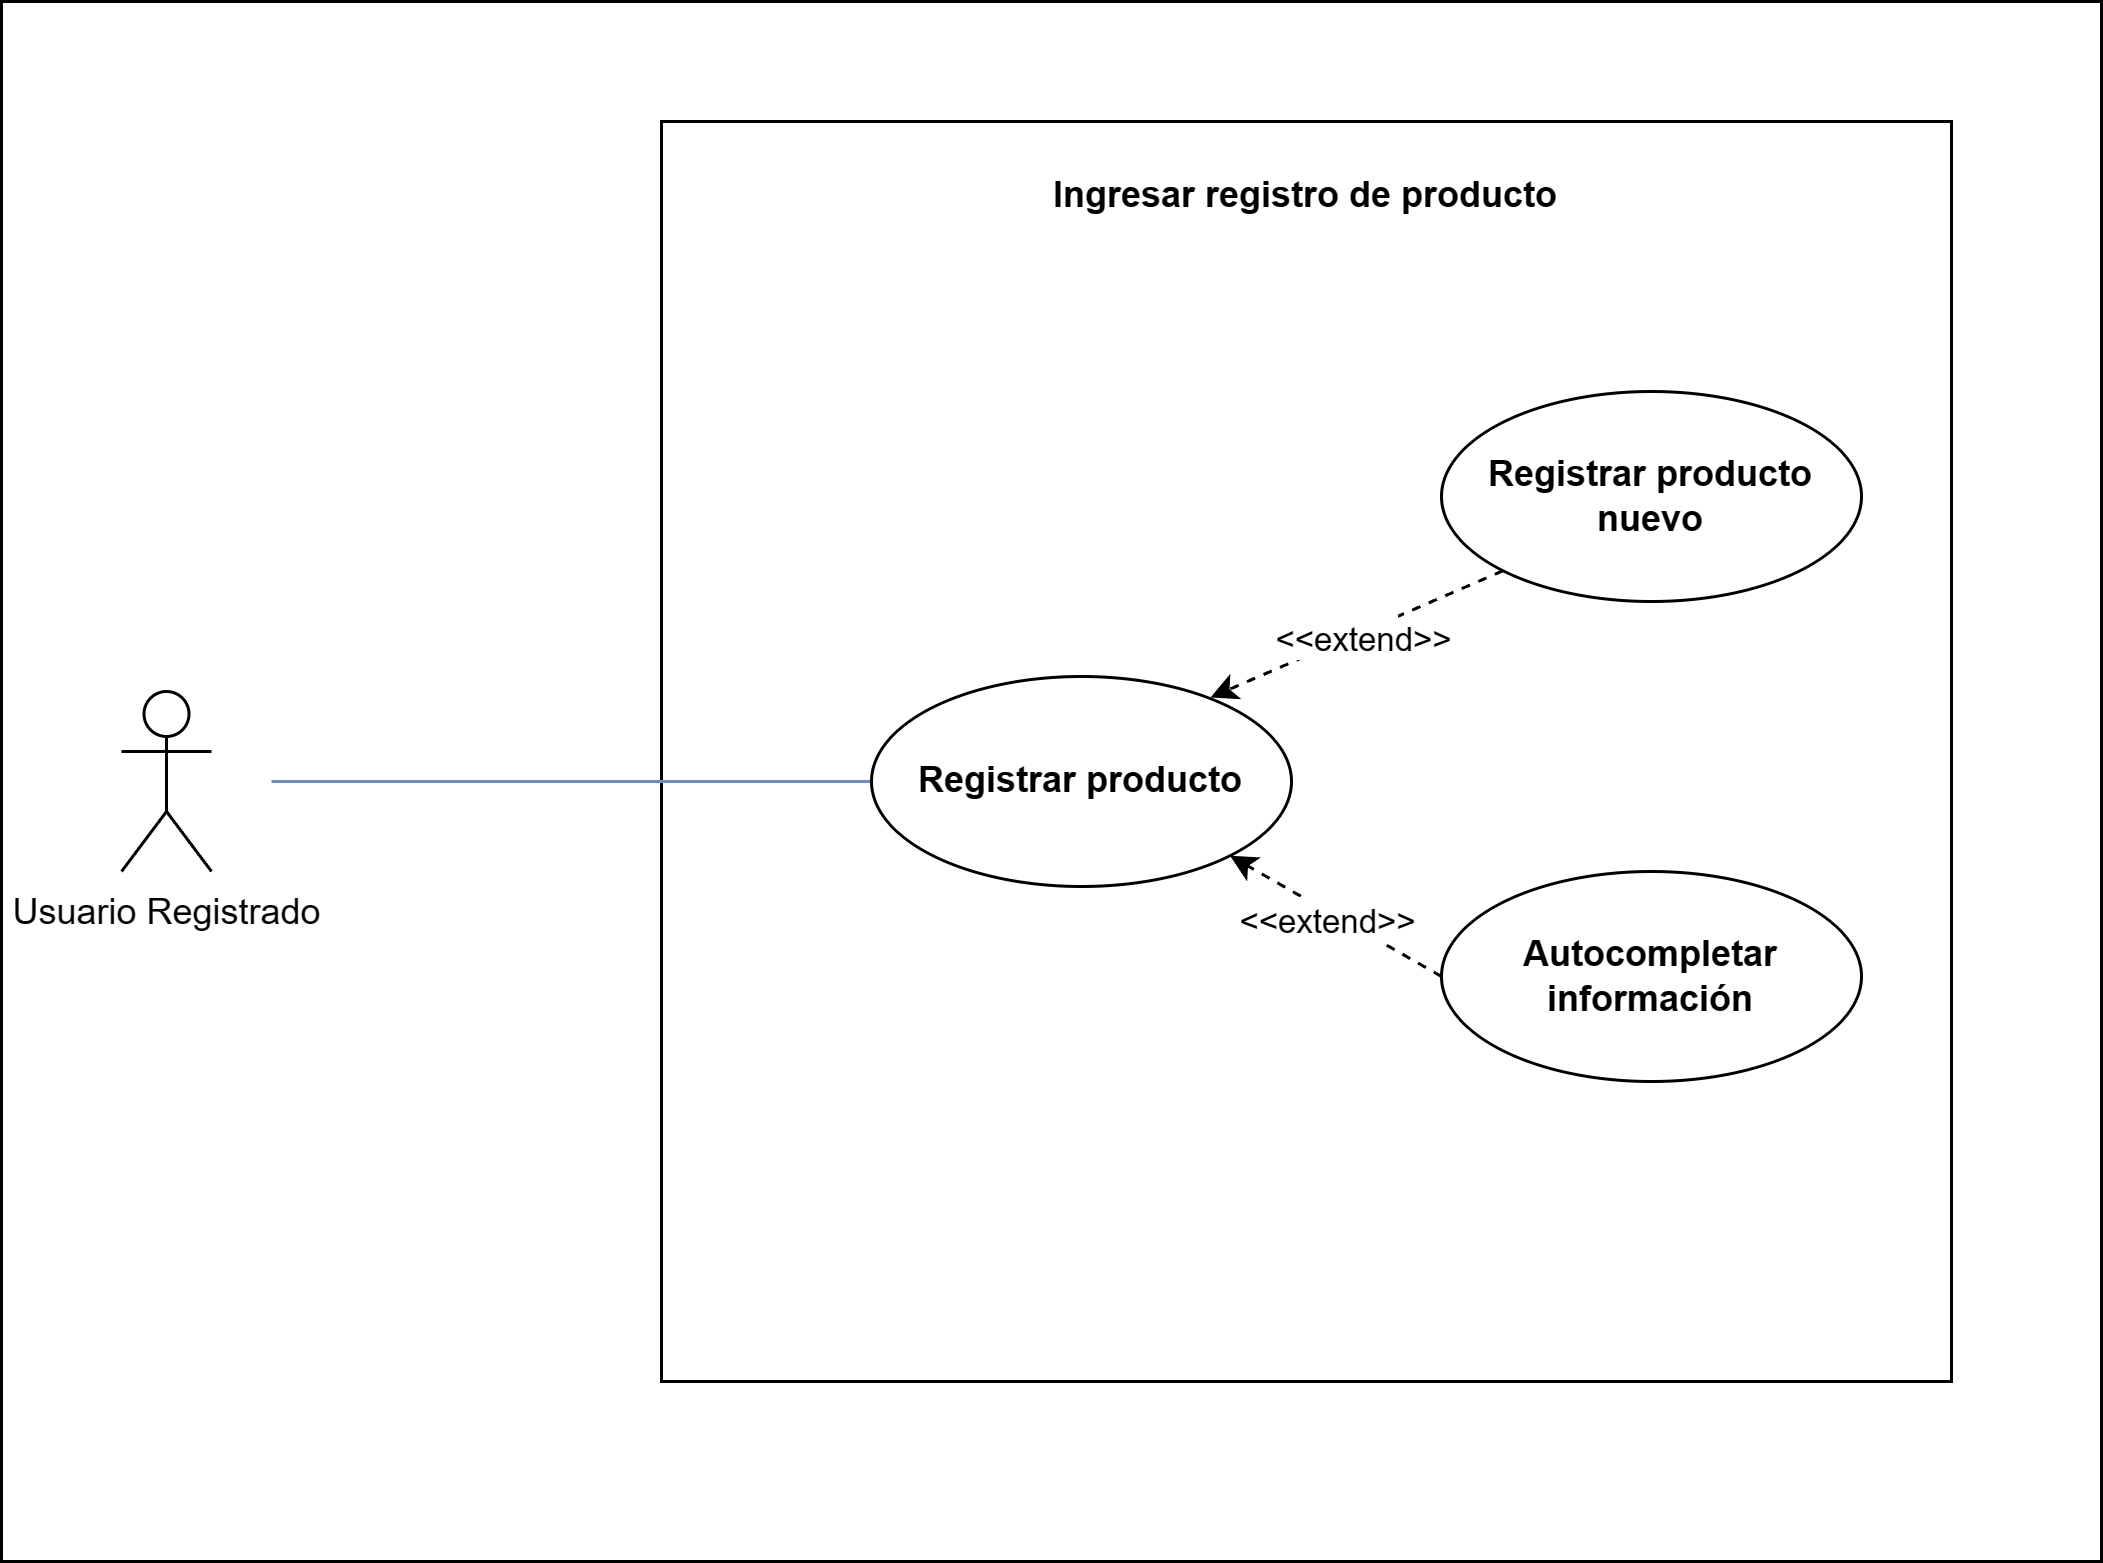 Ingresar registro de producto
Registrar producto
nuevo
<<extend>>
Registrar producto
Usuario Registrado
<<extend>>
Autocompletar
información